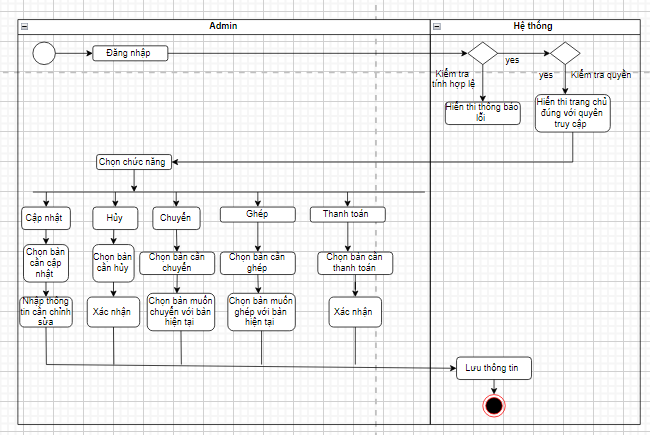 Admin
Hệ thống
Đăng nhập
yes
Kiểm tra
tính hợp lệ
yes
Kiểm tra quyền
Hiển thi thông báo
lỗi
Hiển thi trang chủ
đúng với quyền
truy cập
Chọn chức năng
Cập nhật
Hủy
Chuyển
Ghép
Thanh toán
Chọn bàn
cần cập
nhật
Chọn bàn
cần hủy
Chọn bàn cần
chuyển
Chọn bàn cần
ghép
Chọn bàn cần
thanh toán
Nhập thông
tin cần chỉnh
sửa
Xác nhận
Chọn bàn muốn
chuyển với bàn
hiện tại
Chọn bàn muốn
ghép với bàn
hiện tại
Xác nhận
Lưu thông tin